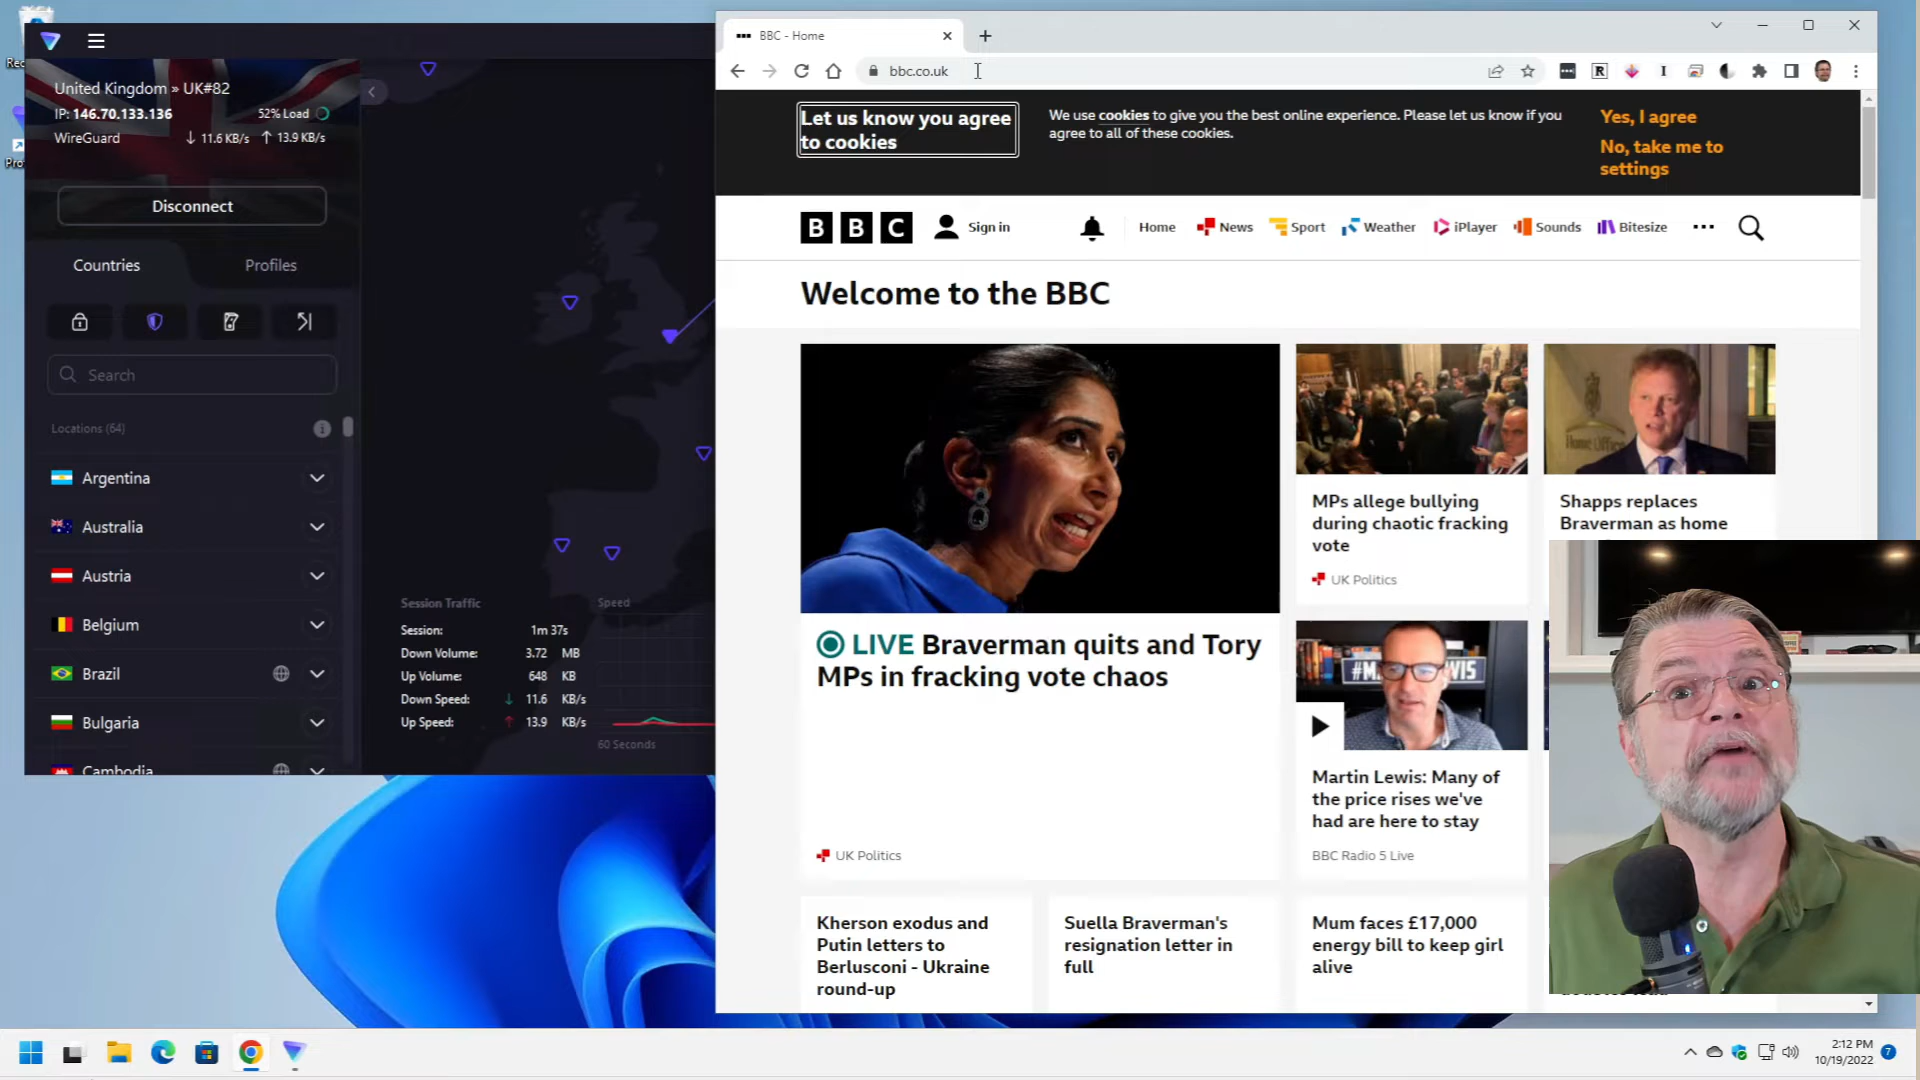 United Kingdom » UK#82
IP: 146.70.133.136
52% Load
WireGuard
↓ 11.6 KB/s ↑ 13.9 KB/s
Disconnect
Countries
Profiles
Search
Locations (64)
Argentina
Australia
Austria
Belgium
Brazil
Bulgaria
Cambodia
Session Traffic
Session: 1m 37s
Down Volume: 3.72 MB
Up Volume: 648 KB
Down Speed: ↓ 11.6 KB/s
Up Speed: ↑ 13.9 KB/s
Speed
60 Seconds
BBC - Home
bbc.co.uk
Let us know you agree
to cookies
We use cookies to give you the best online experience. Please let us know if you
agree to all of these cookies.
Yes, I agree
No, take me to
settings
BBC
Sign in
Home
News
Sport
Weather
iPlayer
Sounds
Bitesize
Welcome to the BBC
LIVE Braverman quits and Tory
MPs in fracking vote chaos
UK Politics
MPs allege bullying
during chaotic fracking
vote
UK Politics
Shapps replaces
Braverman as home
Martin Lewis: Many of
the price rises we've
had are here to stay
BBC Radio 5 Live
Kherson exodus and
Putin letters to
Berlusconi - Ukraine
round-up
Suella Braverman's
resignation letter in
full
Mum faces £17,000
energy bill to keep girl
alive
2:12 PM
10/19/2022
7